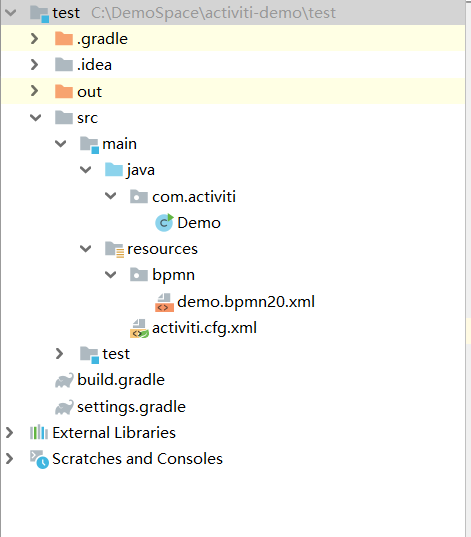 test C:\DemoSpace\activiti-demo\test
.gradle
.idea
out
src
main
java
com.activiti
C Demo
resources
bpmn
demo.bpmn20.xml
activiti.cfg.xml
test
build.gradle
settings.gradle
External Libraries
Scratches and Consoles